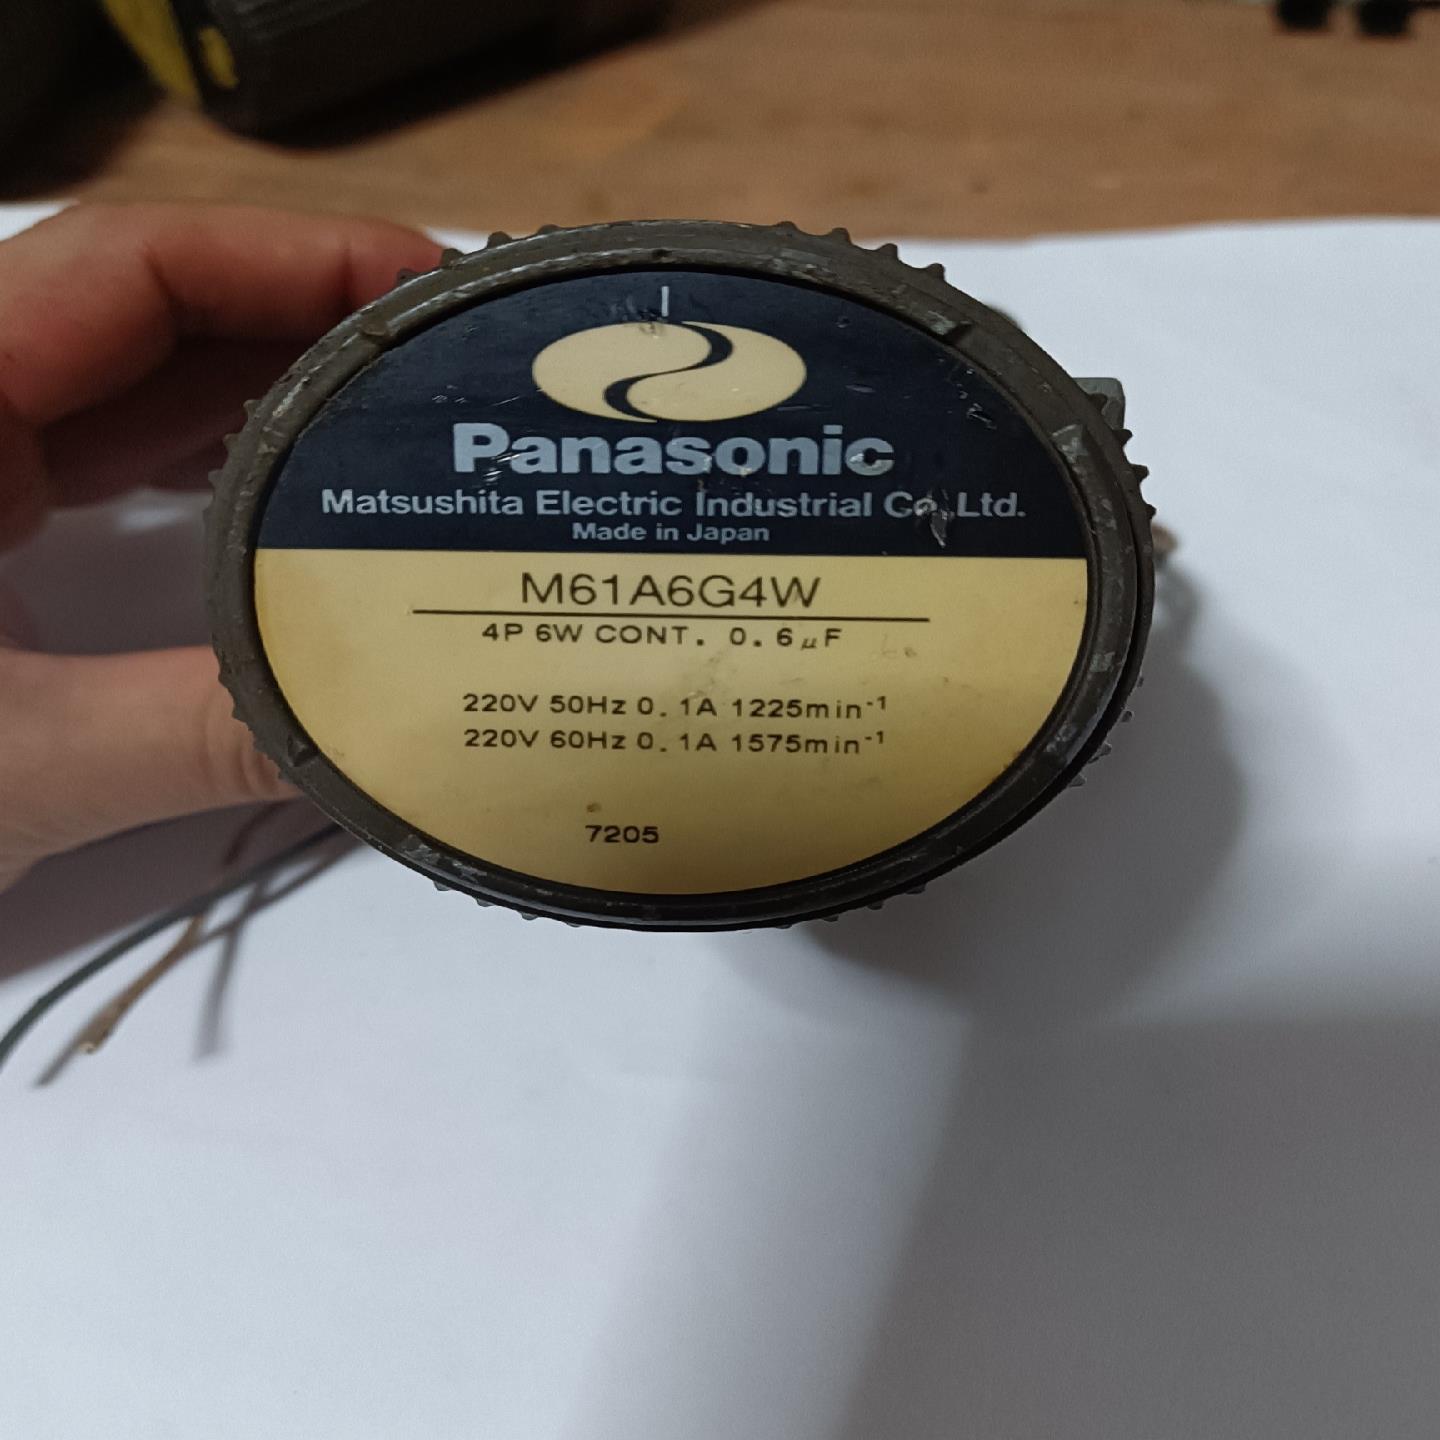 Panasonic
Matsushita Electric Industrial Co.,Ltd.
Made in Japan
M61A6G4W
4P 6W CONT. 0.6μF
220V 50Hz 0.1A 1225min⁻¹
220V 60Hz 0.1A 1575min⁻¹
7205